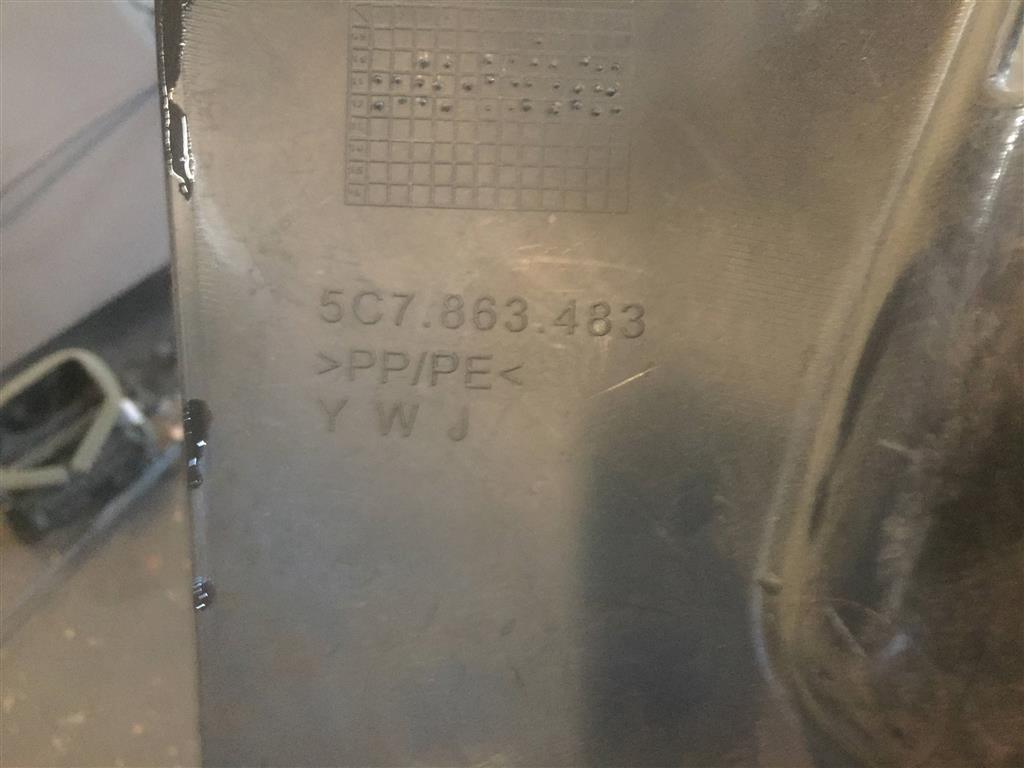 5C7.863.483
>PP/PE<
Y W J